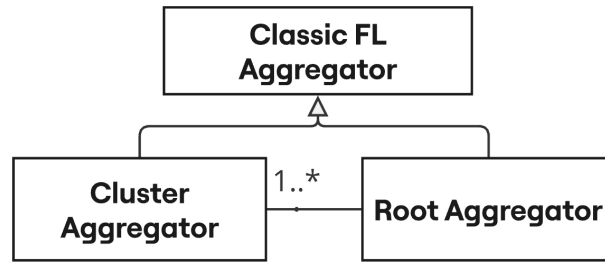 Classic FL
Aggregator
Cluster
Aggregator
1..*
Root Aggregator